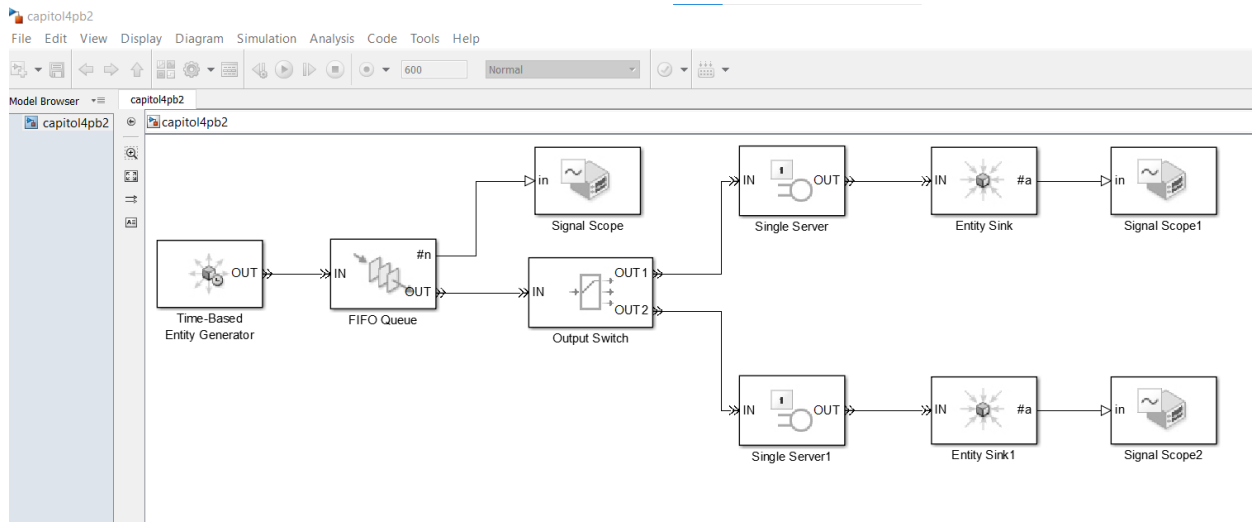 capitol4pb2
File Edit View Display Diagram Simulation Analysis Code Tools Help
600 Normal
Model Browser capitol4pb2
capitol4pb2 capitol4pb2
in
Signal Scope
IN 1 OUT
Single Server
IN #a
Entity Sink
in
Signal Scope1
OUT
Time-Based
Entity Generator
IN #n
OUT
FIFO Queue
IN OUT1
OUT2
Output Switch
IN 1 OUT
Single Server1
IN #a
Entity Sink1
in
Signal Scope2